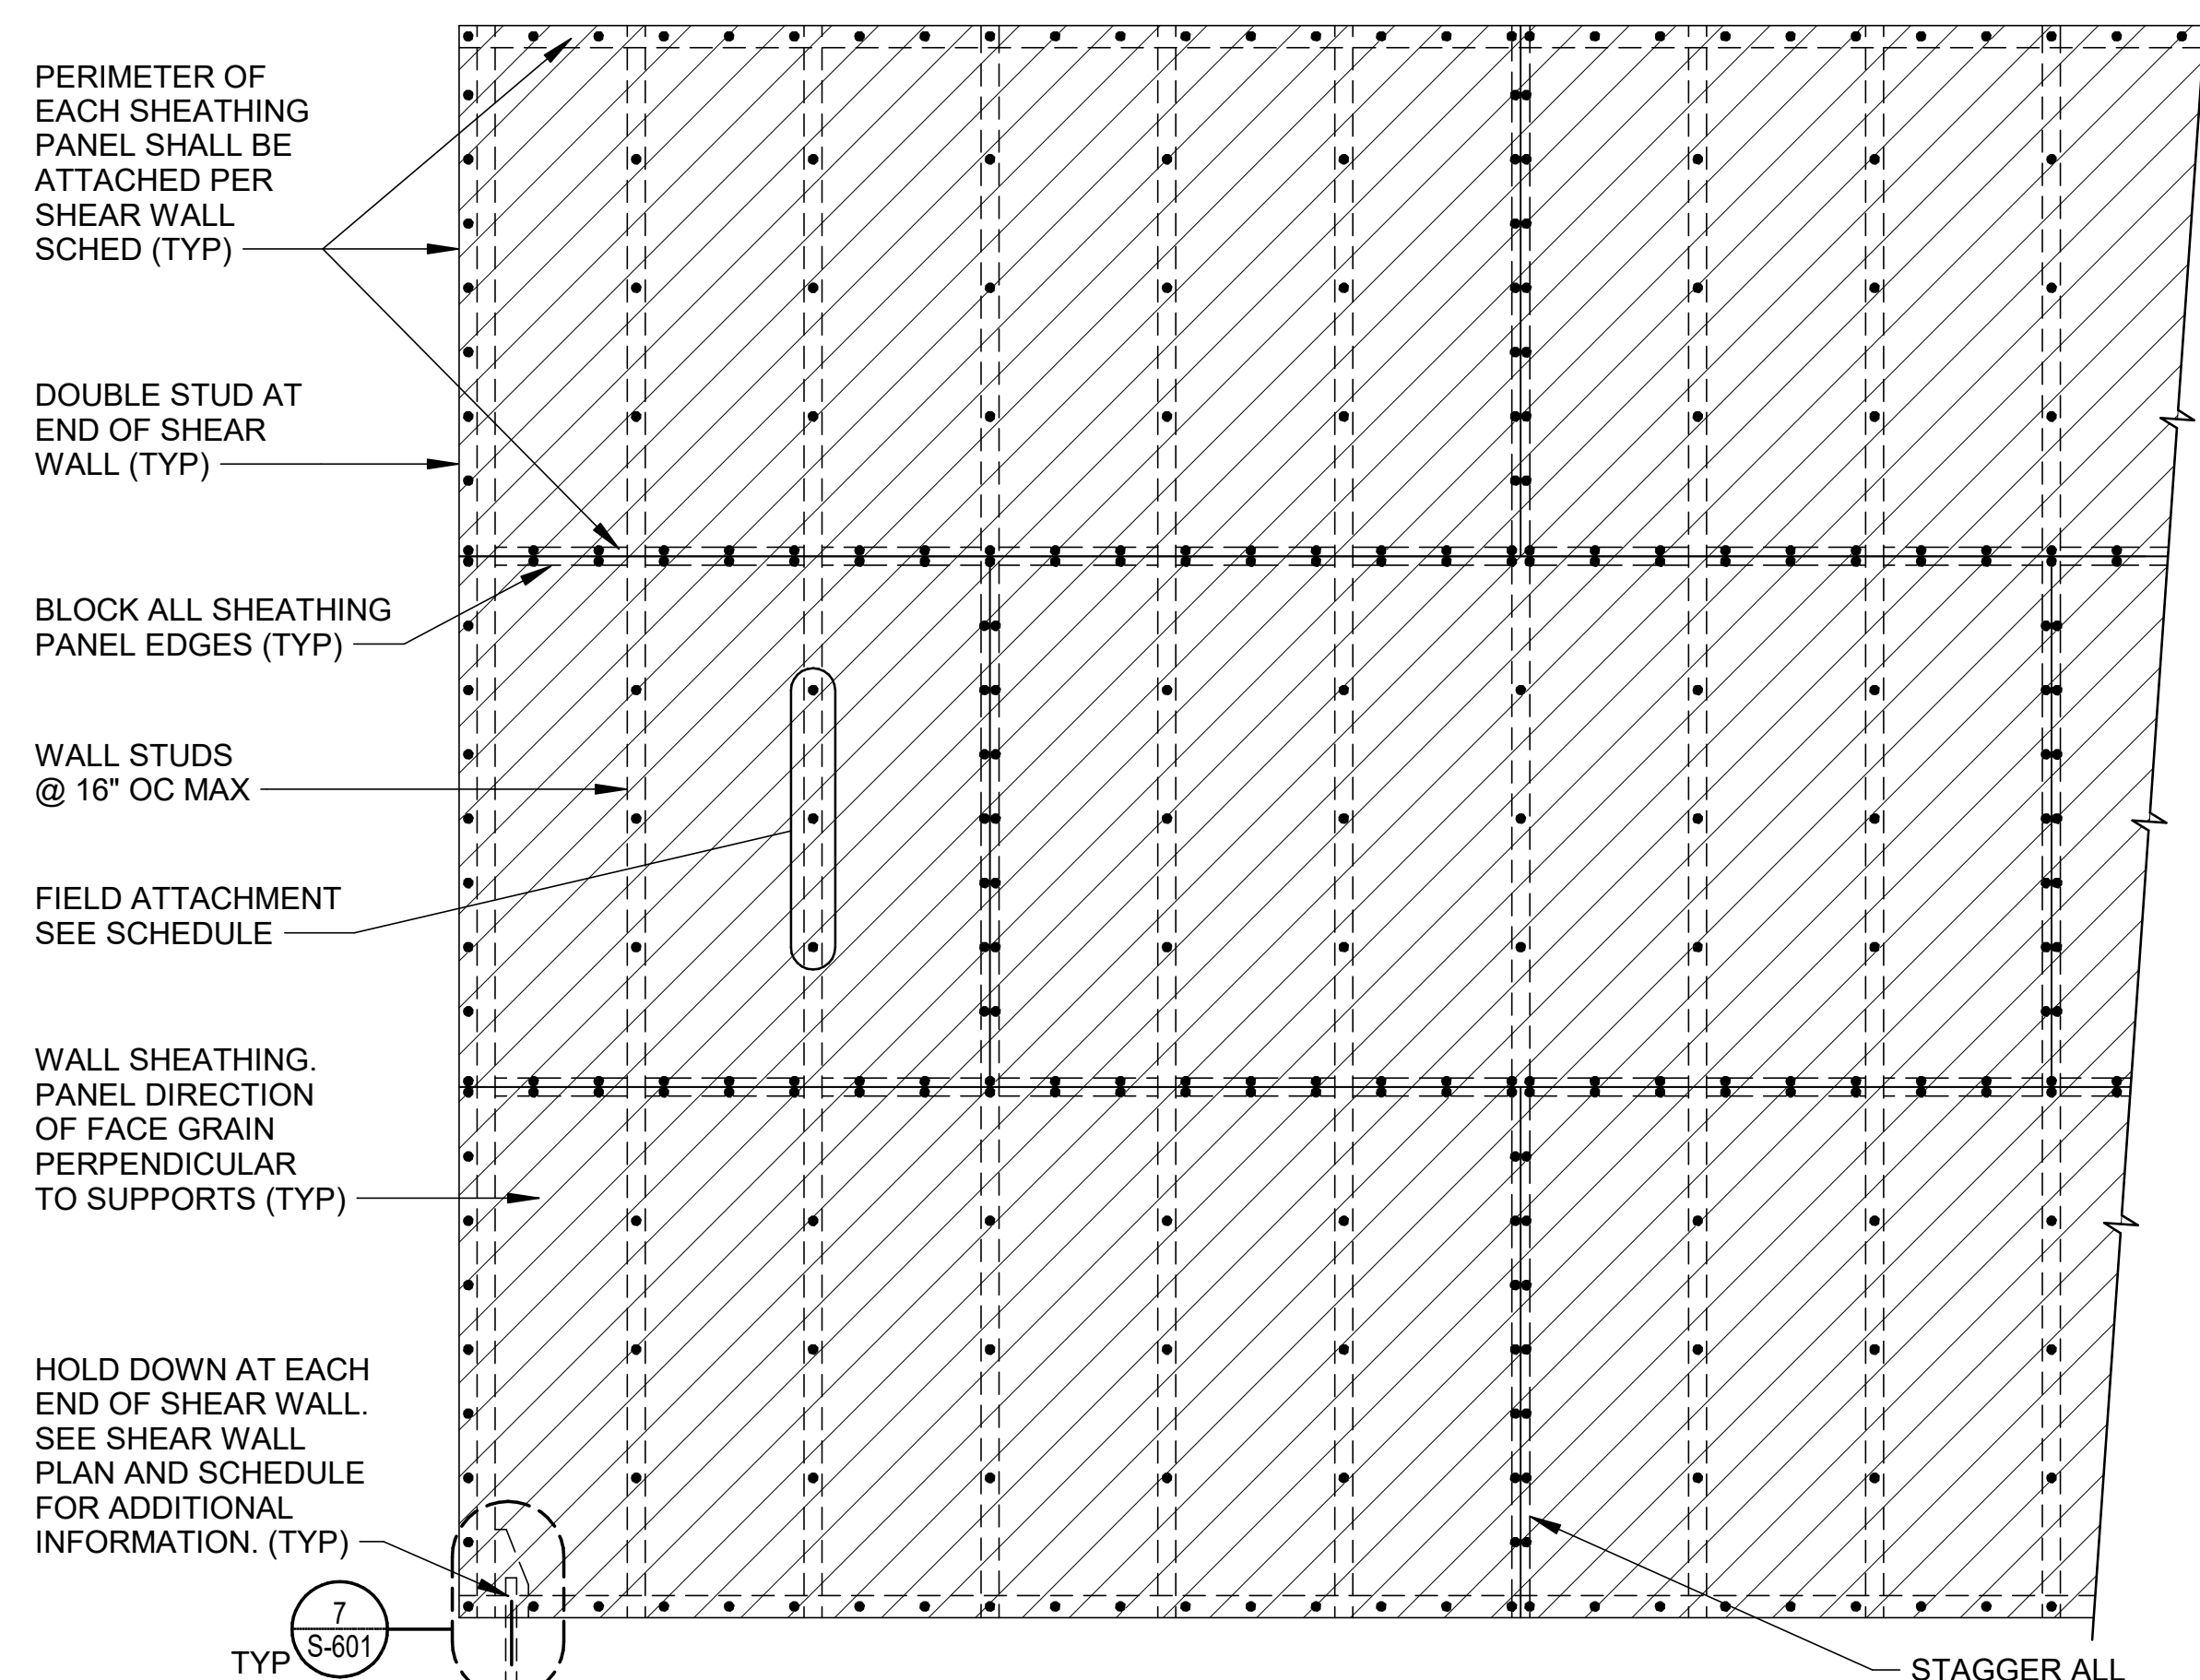 PERIMETER OF
EACH SHEATHING
PANEL SHALL BE
ATTACHED PER
SHEAR WALL
SCHED (TYP)
DOUBLE STUD AT
END OF SHEAR
WALL (TYP)
BLOCK ALL SHEATHING
PANEL EDGES (TYP)
WALL STUDS
@ 16" OC MAX
FIELD ATTACHMENT
SEE SCHEDULE
WALL SHEATHING.
PANEL DIRECTION
OF FACE GRAIN
PERPENDICULAR
TO SUPPORTS (TYP)
HOLD DOWN AT EACH
END OF SHEAR WALL.
SEE SHEAR WALL
PLAN AND SCHEDULE
FOR ADDITIONAL
INFORMATION. (TYP)
7
S-601
TYP
STAGGER ALL